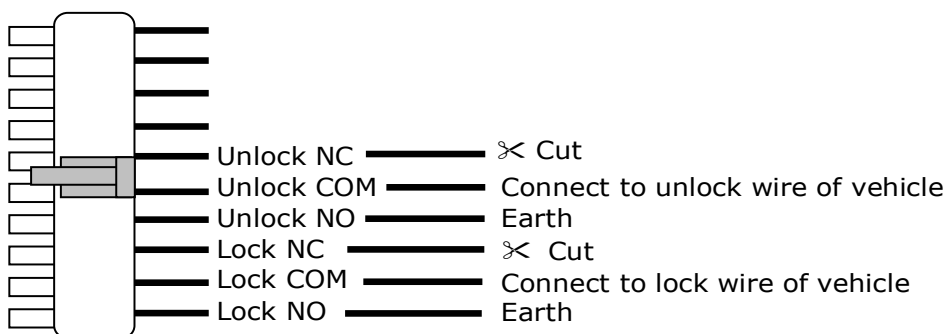 Unlock NC ✂ Cut
Unlock COM Connect to unlock wire of vehicle
Unlock NO Earth
Lock NC ✂ Cut
Lock COM Connect to lock wire of vehicle
Lock NO Earth